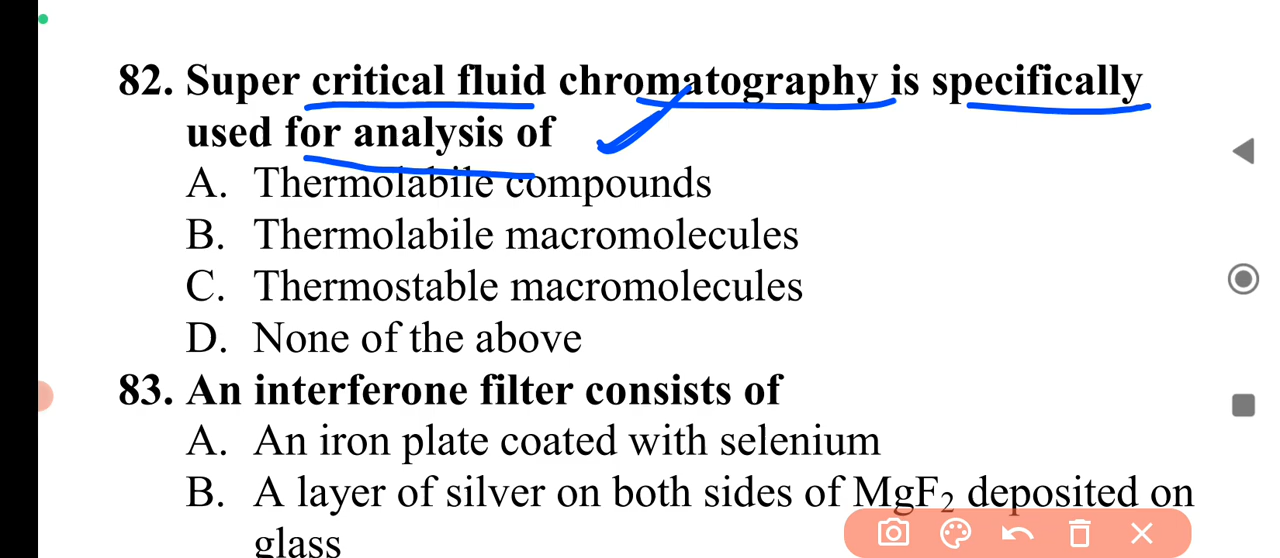 82. Super critical fluid chromatography is specifically
used for analysis of
A. Thermolabile compounds
B. Thermolabile macromolecules
C. Thermostable macromolecules
D. None of the above
83. An interferone filter consists of
A. An iron plate coated with selenium
B. A layer of silver on both sides of MgF₂ deposited on
glass